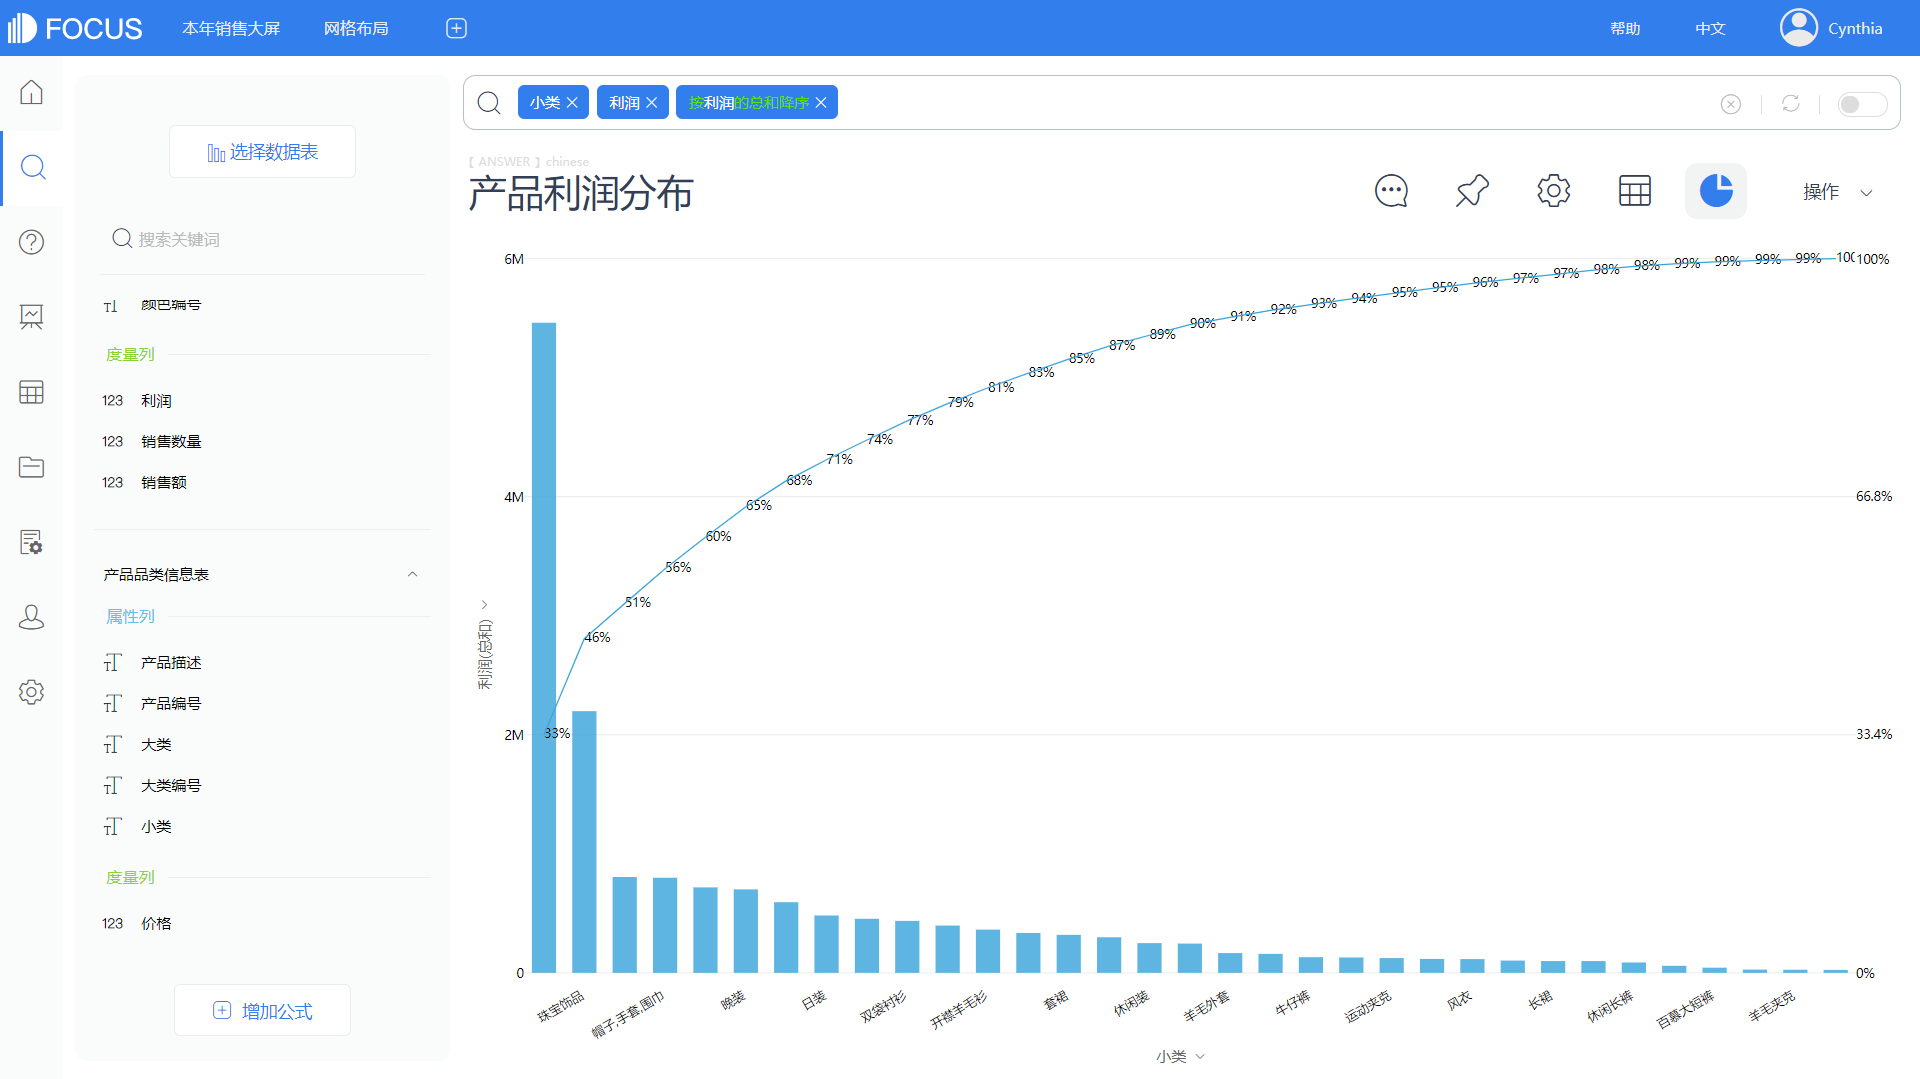 FOCUS 本年销售大屏 网格布局 帮助 中文 Cynthia
选择数据表
搜索关键词
颜色编号
度量列
123 利润
123 销售数量
123 销售额
产品品类信息表
属性列
产品描述
产品编号
大类
大类编号
小类
度量列
123 价格
增加公式
小类 利润 按利润的总和降序
【 ANSWER 】chinese
产品利润分布
操作
6M
4M
2M
0
利润(总和)
33% 46% 51% 56% 60% 65% 68% 71% 74% 77% 79% 81% 83% 85% 87% 89% 90% 91% 92% 93% 94% 95% 95% 96% 97% 97% 98% 98% 99% 99% 99% 99%
100%
66.8%
33.4%
0%
珠宝饰品 帽子,手套,围巾 晚装 日装 双袋衬衫 开襟羊毛衫 套裙 休闲装 羊毛外套 牛仔裤 运动夹克 风衣 长裙 休闲长裤 百慕大短裤 羊毛夹克
小类